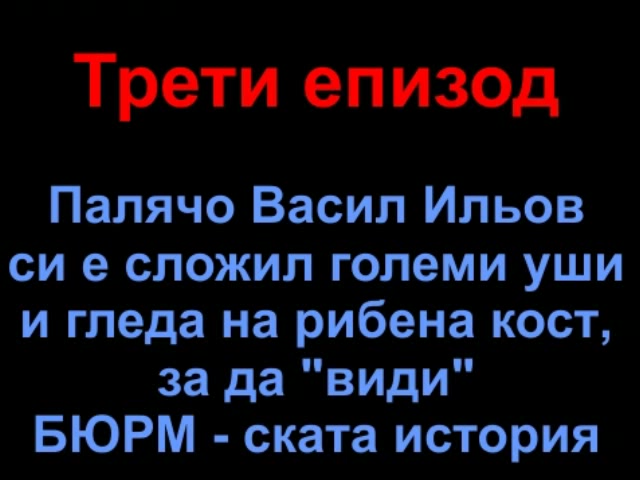 Трети епизод
Палячо Васил Ильов
си е сложил големи уши
и гледа на рибена кост,
за да "види"
БЮРМ - ската история